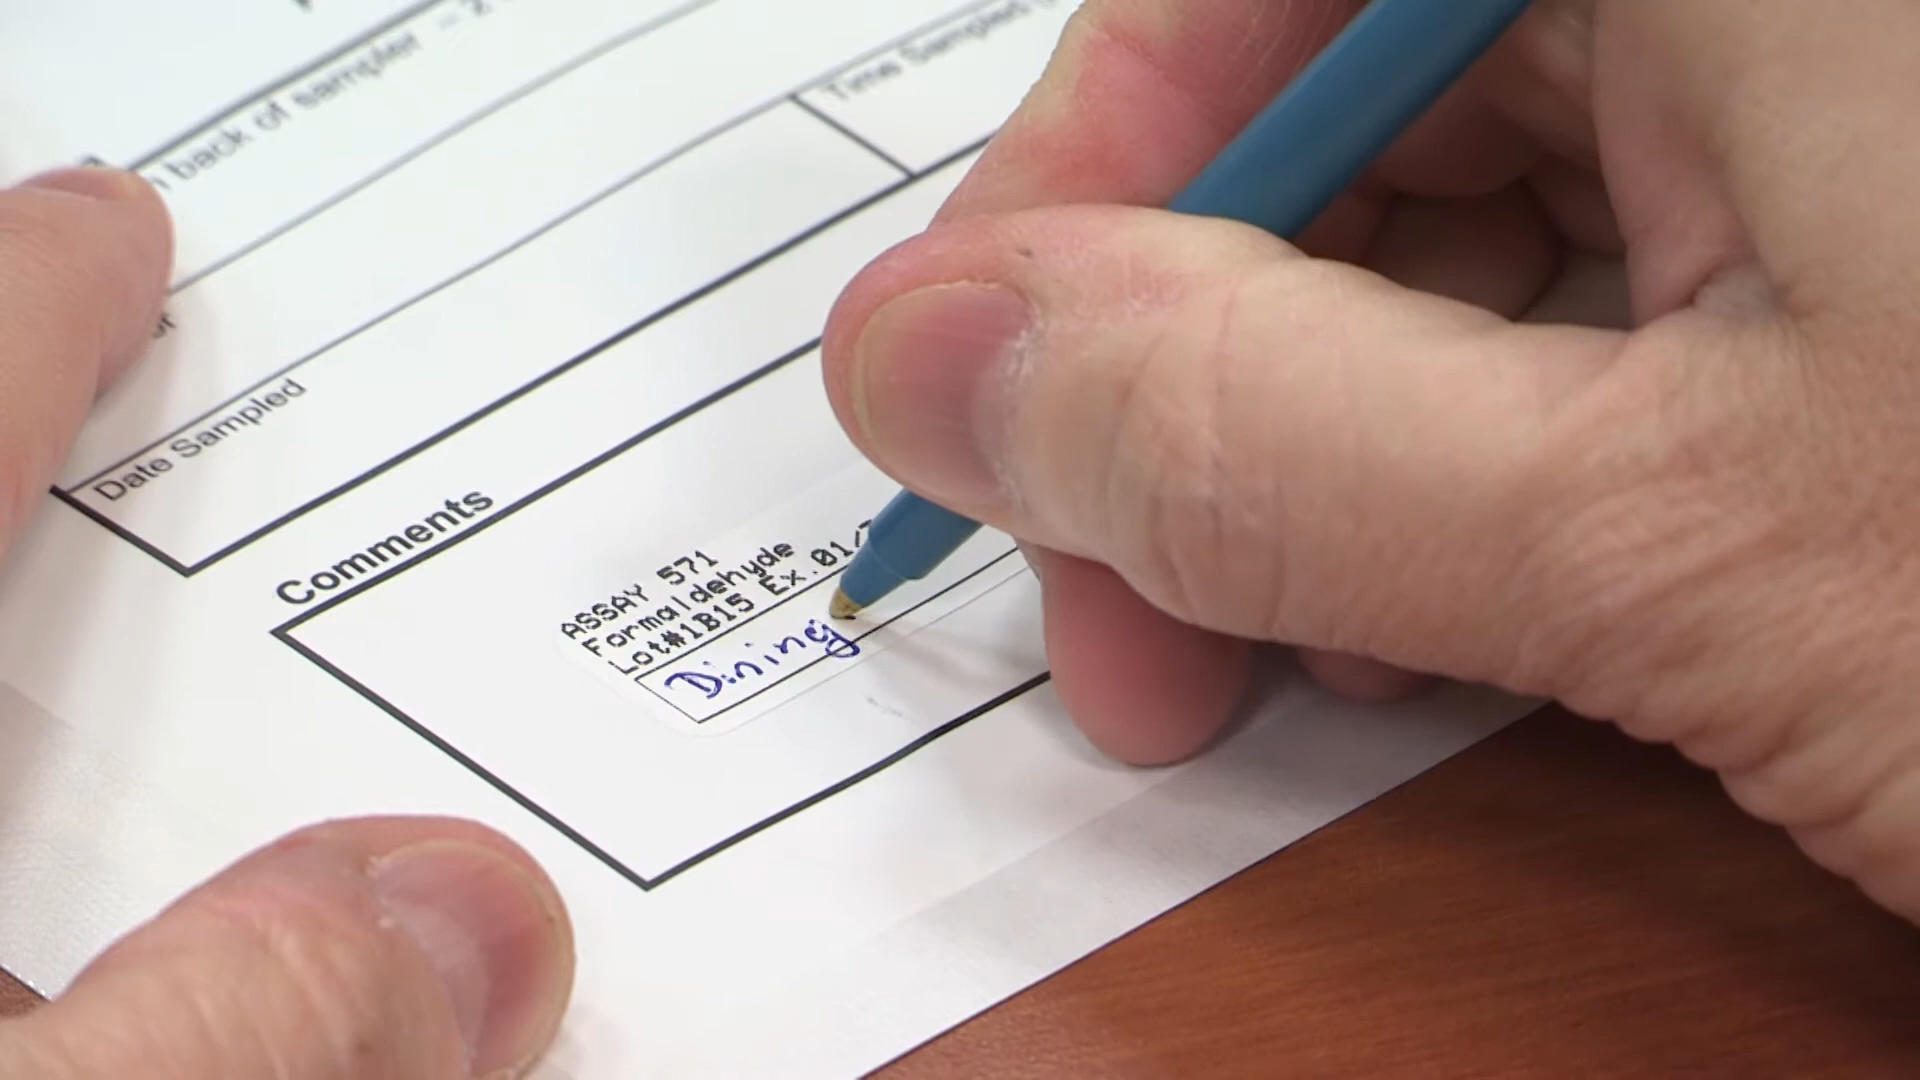 back of sampler
Time Sampled
Date Sampled
Comments
ASSAY 571
Formaldehyde
Lot#1B15 Ex.01/
Dining